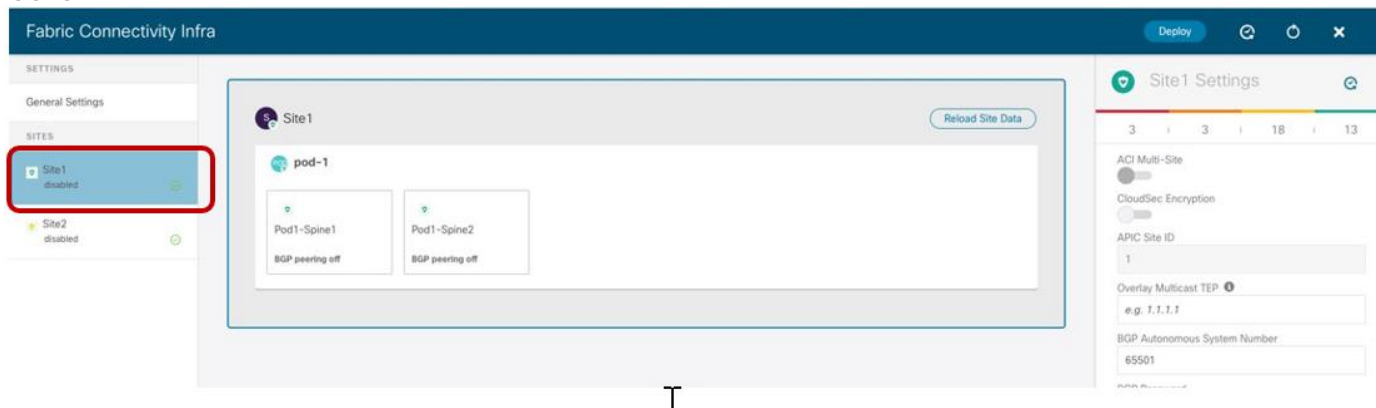 Fabric Connectivity Infra
Deploy
SETTINGS
General Settings
SITES
Site1
disabled
Site2
disabled
Site1
Reload Site Data
pod-1
Pod1-Spine1
BGP peering off
Pod1-Spine2
BGP peering off
Site1 Settings
3 3 18 13
ACI Multi-Site
CloudSec Encryption
APIC Site ID
1
Overlay Multicast TEP
e.g. 1.1.1.1
BGP Autonomous System Number
65501